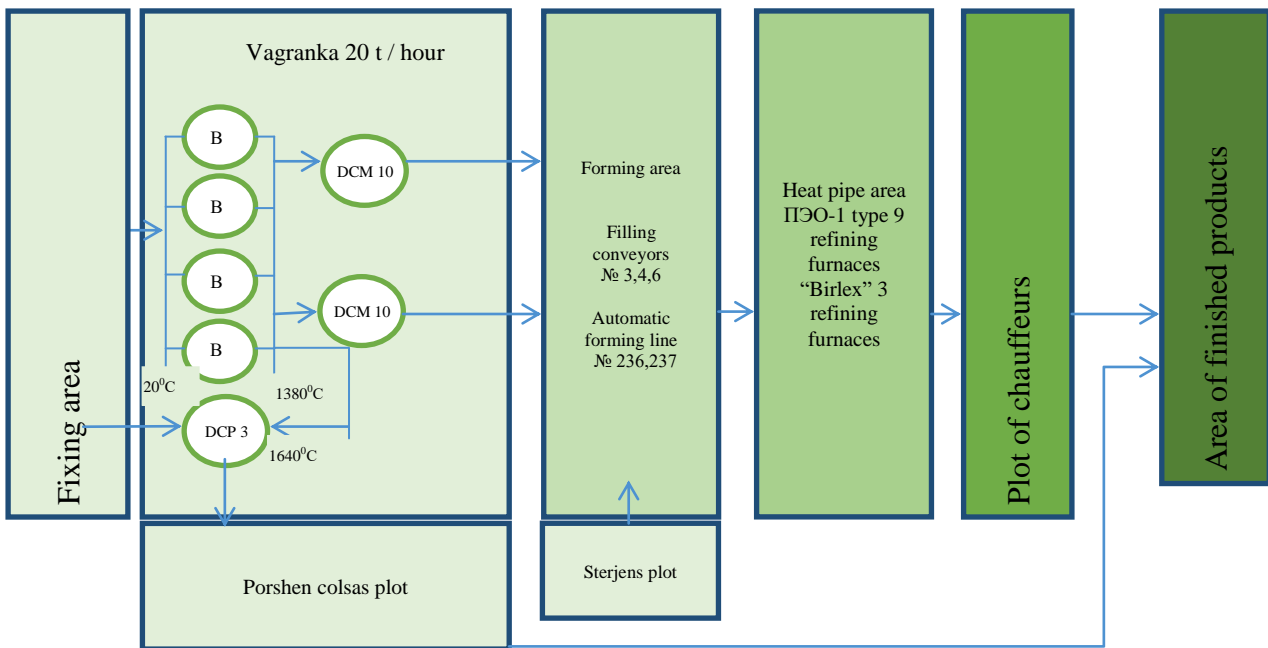 Fixing area
Vagranka 20 t / hour
B
B
B
B
DCM 10
DCM 10
20⁰C
1380⁰C
DCP 3
1640⁰C
Porshen colsas plot
Forming area
Filling
conveyors
№ 3,4,6
Automatic
forming line
№ 236,237
Sterjens plot
Heat pipe area
ПЭО-1 type 9
refining
furnaces
“Birlex” 3
refining
furnaces
Plot of chauffeurs
Area of finished products